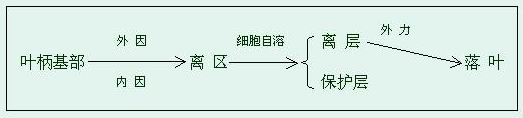 外 因
叶柄基部
内 因
离 区
细胞自溶
离 层
保护层
外 力
落 叶